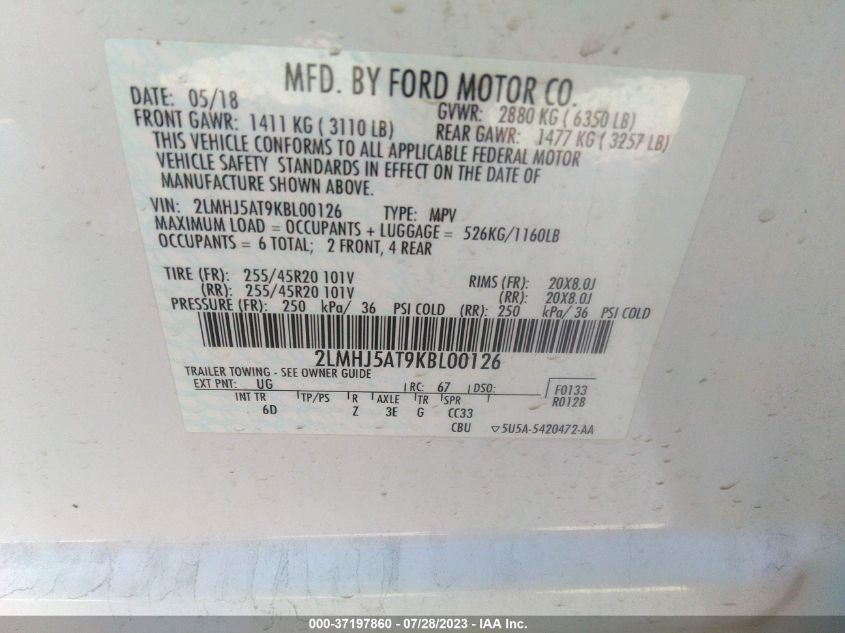 MFD. BY FORD MOTOR CO.
DATE: 05/18 GVWR: 2880 KG ( 6350 LB)
FRONT GAWR: 1411 KG ( 3110 LB) REAR GAWR: 1477 KG ( 3257 LB)
THIS VEHICLE CONFORMS TO ALL APPLICABLE FEDERAL MOTOR
VEHICLE SAFETY STANDARDS IN EFFECT ON THE DATE OF
MANUFACTURE SHOWN ABOVE.
VIN: 2LMHJ5AT9KBL00126 TYPE: MPV
MAXIMUM LOAD = OCCUPANTS + LUGGAGE = 526KG/1160LB
OCCUPANTS = 6 TOTAL; 2 FRONT, 4 REAR
TIRE (FR): 255/45R20 101V RIMS (FR): 20X8.0J
(RR): 255/45R20 101V (RR): 20X8.0J
PRESSURE (FR): 250 kPa/ 36 PSI COLD (RR): 250 kPa/ 36 PSI COLD
2LMHJ5AT9KBL00126
TRAILER TOWING - SEE OWNER GUIDE
EXT PNT: UG RC: 67 DSO: F0133
INT TR TP/PS R AXLE TR SPR R0128
6D Z 3E G CC33
CBU ▽5U5A-5420472-AA
000-37197860 - 07/28/2023 - IAA Inc.